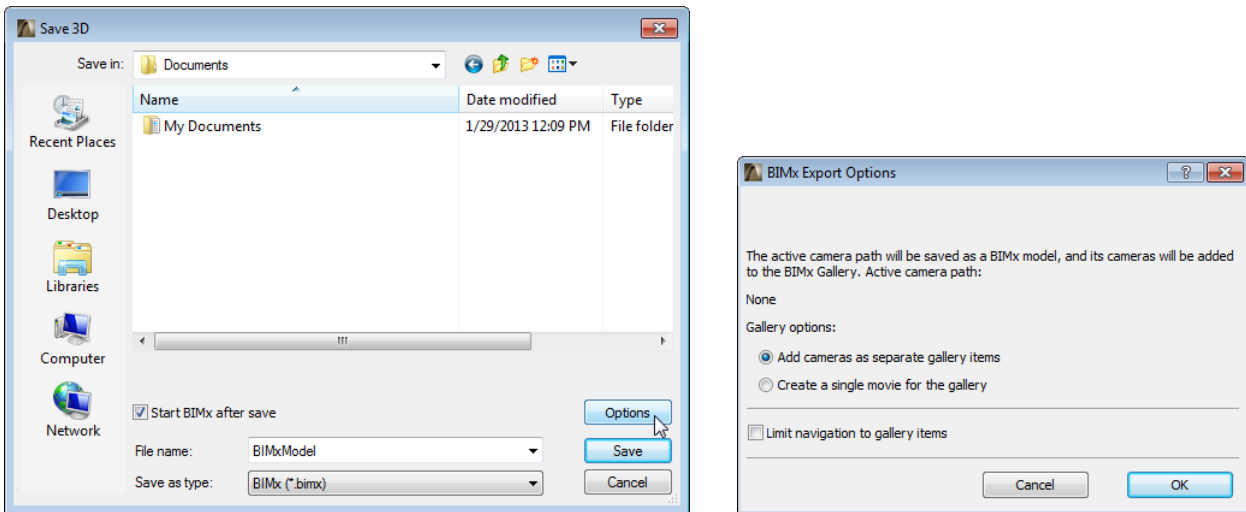 Save 3D
Save in: Documents
Name Date modified Type
My Documents 1/29/2013 12:09 PM File folder
Recent Places
Desktop
Libraries
Computer
Network
Start BIMx after save Options
File name: BIMxModel Save
Save as type: BIMx (*.bimx) Cancel
BIMx Export Options
The active camera path will be saved as a BIMx model, and its cameras will be added
to the BIMx Gallery. Active camera path:
None
Gallery options:
Add cameras as separate gallery items
Create a single movie for the gallery
Limit navigation to gallery items
Cancel OK